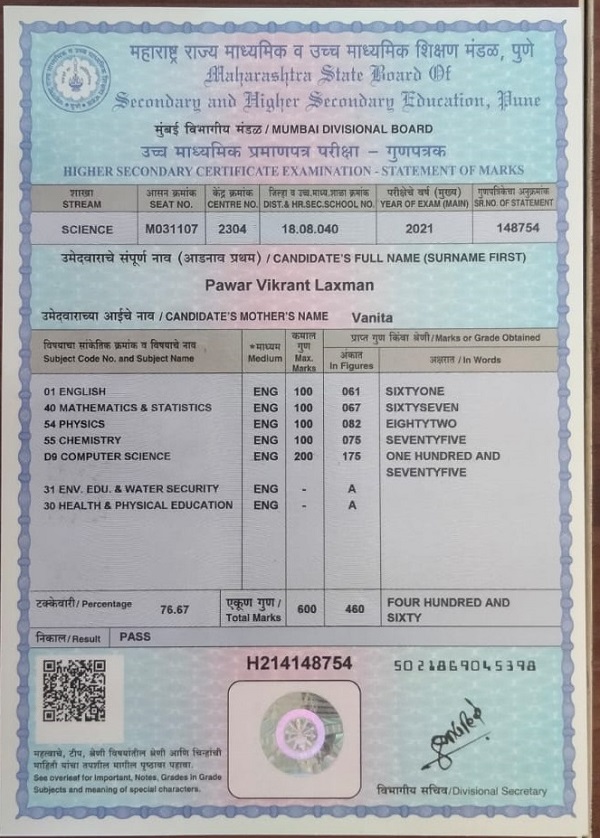 महाराष्ट्र राज्य माध्यमिक व उच्च माध्यमिक शिक्षण मंडळ, पुणे
Maharashtra State Board Of
Secondary and Higher Secondary Education, Pune
मुंबई विभागीय मंडळ / MUMBAI DIVISIONAL BOARD
उच्च माध्यमिक प्रमाणपत्र परीक्षा – गुणपत्रक
HIGHER SECONDARY CERTIFICATE EXAMINATION - STATEMENT OF MARKS
शाखा आसन क्रमांक केंद्र क्रमांक जिल्हा व उच्च.माध्य.शाळा क्रमांक परीक्षेचे वर्ष (मुख्य) गुणपत्रिकेचा अनुक्रमांक
STREAM SEAT NO. CENTRE NO. DIST.& HR.SEC.SCHOOL NO. YEAR OF EXAM (MAIN) SR.NO. OF STATEMENT
SCIENCE M031107 2304 18.08.040 2021 148754
उमेदवाराचे संपूर्ण नाव (आडनाव प्रथम) / CANDIDATE'S FULL NAME (SURNAME FIRST)
Pawar Vikrant Laxman
उमेदवाराच्या आईचे नाव / CANDIDATE'S MOTHER'S NAME Vanita
विषयाचा सांकेतिक क्रमांक व विषयाचे नाव
Subject Code No. and Subject Name
*माध्यम
Medium
कमाल
गुण
Max.
Marks
प्राप्त गुण किंवा श्रेणी/Marks or Grade Obtained
अंकात
In Figures
अक्षरात / In Words
01 ENGLISH ENG 100 061 SIXTYONE
40 MATHEMATICS & STATISTICS ENG 100 067 SIXTYSEVEN
54 PHYSICS ENG 100 082 EIGHTYTWO
55 CHEMISTRY ENG 100 075 SEVENTYFIVE
D9 COMPUTER SCIENCE ENG 200 175 ONE HUNDRED AND
SEVENTYFIVE
31 ENV. EDU. & WATER SECURITY ENG - A
30 HEALTH & PHYSICAL EDUCATION ENG - A
टक्केवारी / Percentage 76.67
एकूण गुण /
Total Marks
600 460 FOUR HUNDRED AND
SIXTY
निकाल / Result PASS
H214148754
5021869045398
महत्वाचे, टीप, श्रेणी विषयांतील श्रेणी आणि चिन्हांची
माहिती यांचा तपशील मागील पृष्ठावर पहावा.
See overleaf for Important, Notes, Grades in Grade
Subjects and meaning of special characters.
विभागीय सचिव/Divisional Secretary